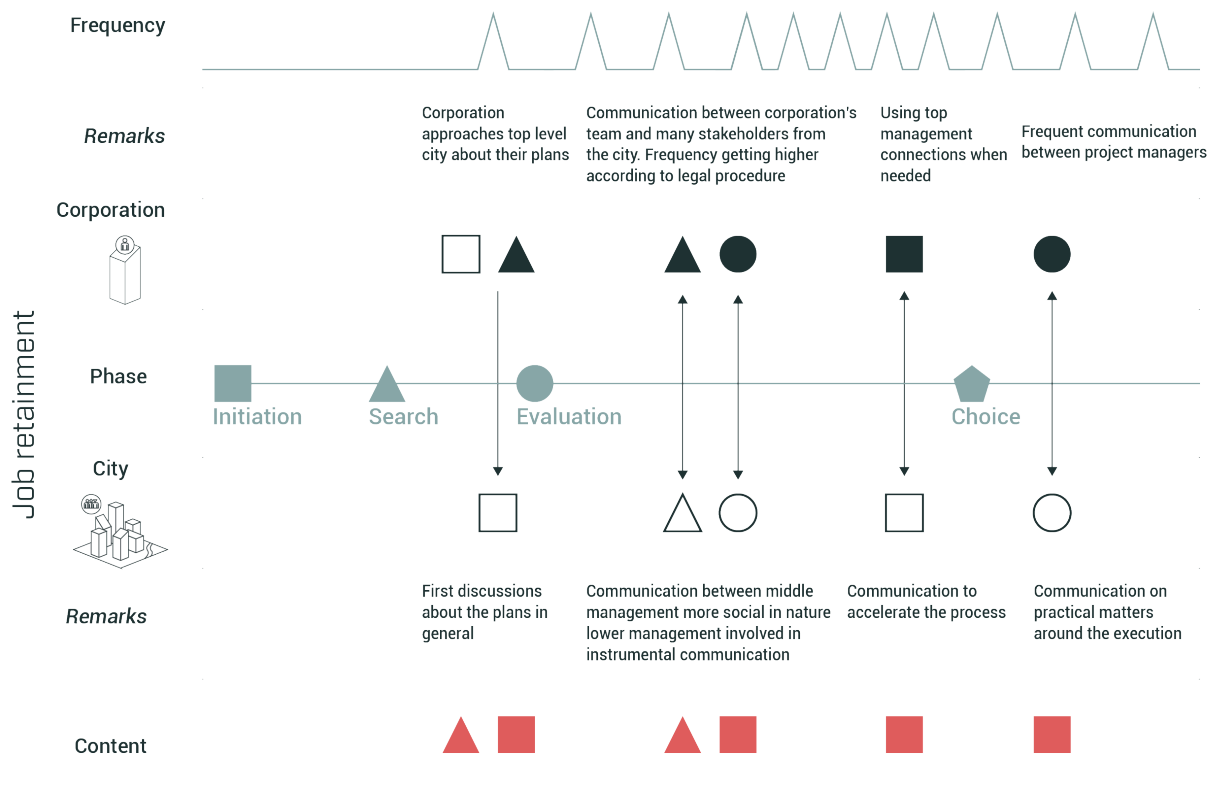 Frequency
Remarks
Corporation
approaches top level
city about their plans
Communication between corporation's
team and many stakeholders from
the city. Frequency getting higher
according to legal procedure
Using top
management
connections when
needed
Frequent communication
between project managers
Corporation
Job retainment
Phase
Initiation
Search
Evaluation
Choice
City
Remarks
First discussions
about the plans in
general
Communication between middle
management more social in nature
lower management involved in
instrumental communication
Communication to
accelerate the process
Communication on
practical matters
around the execution
Content